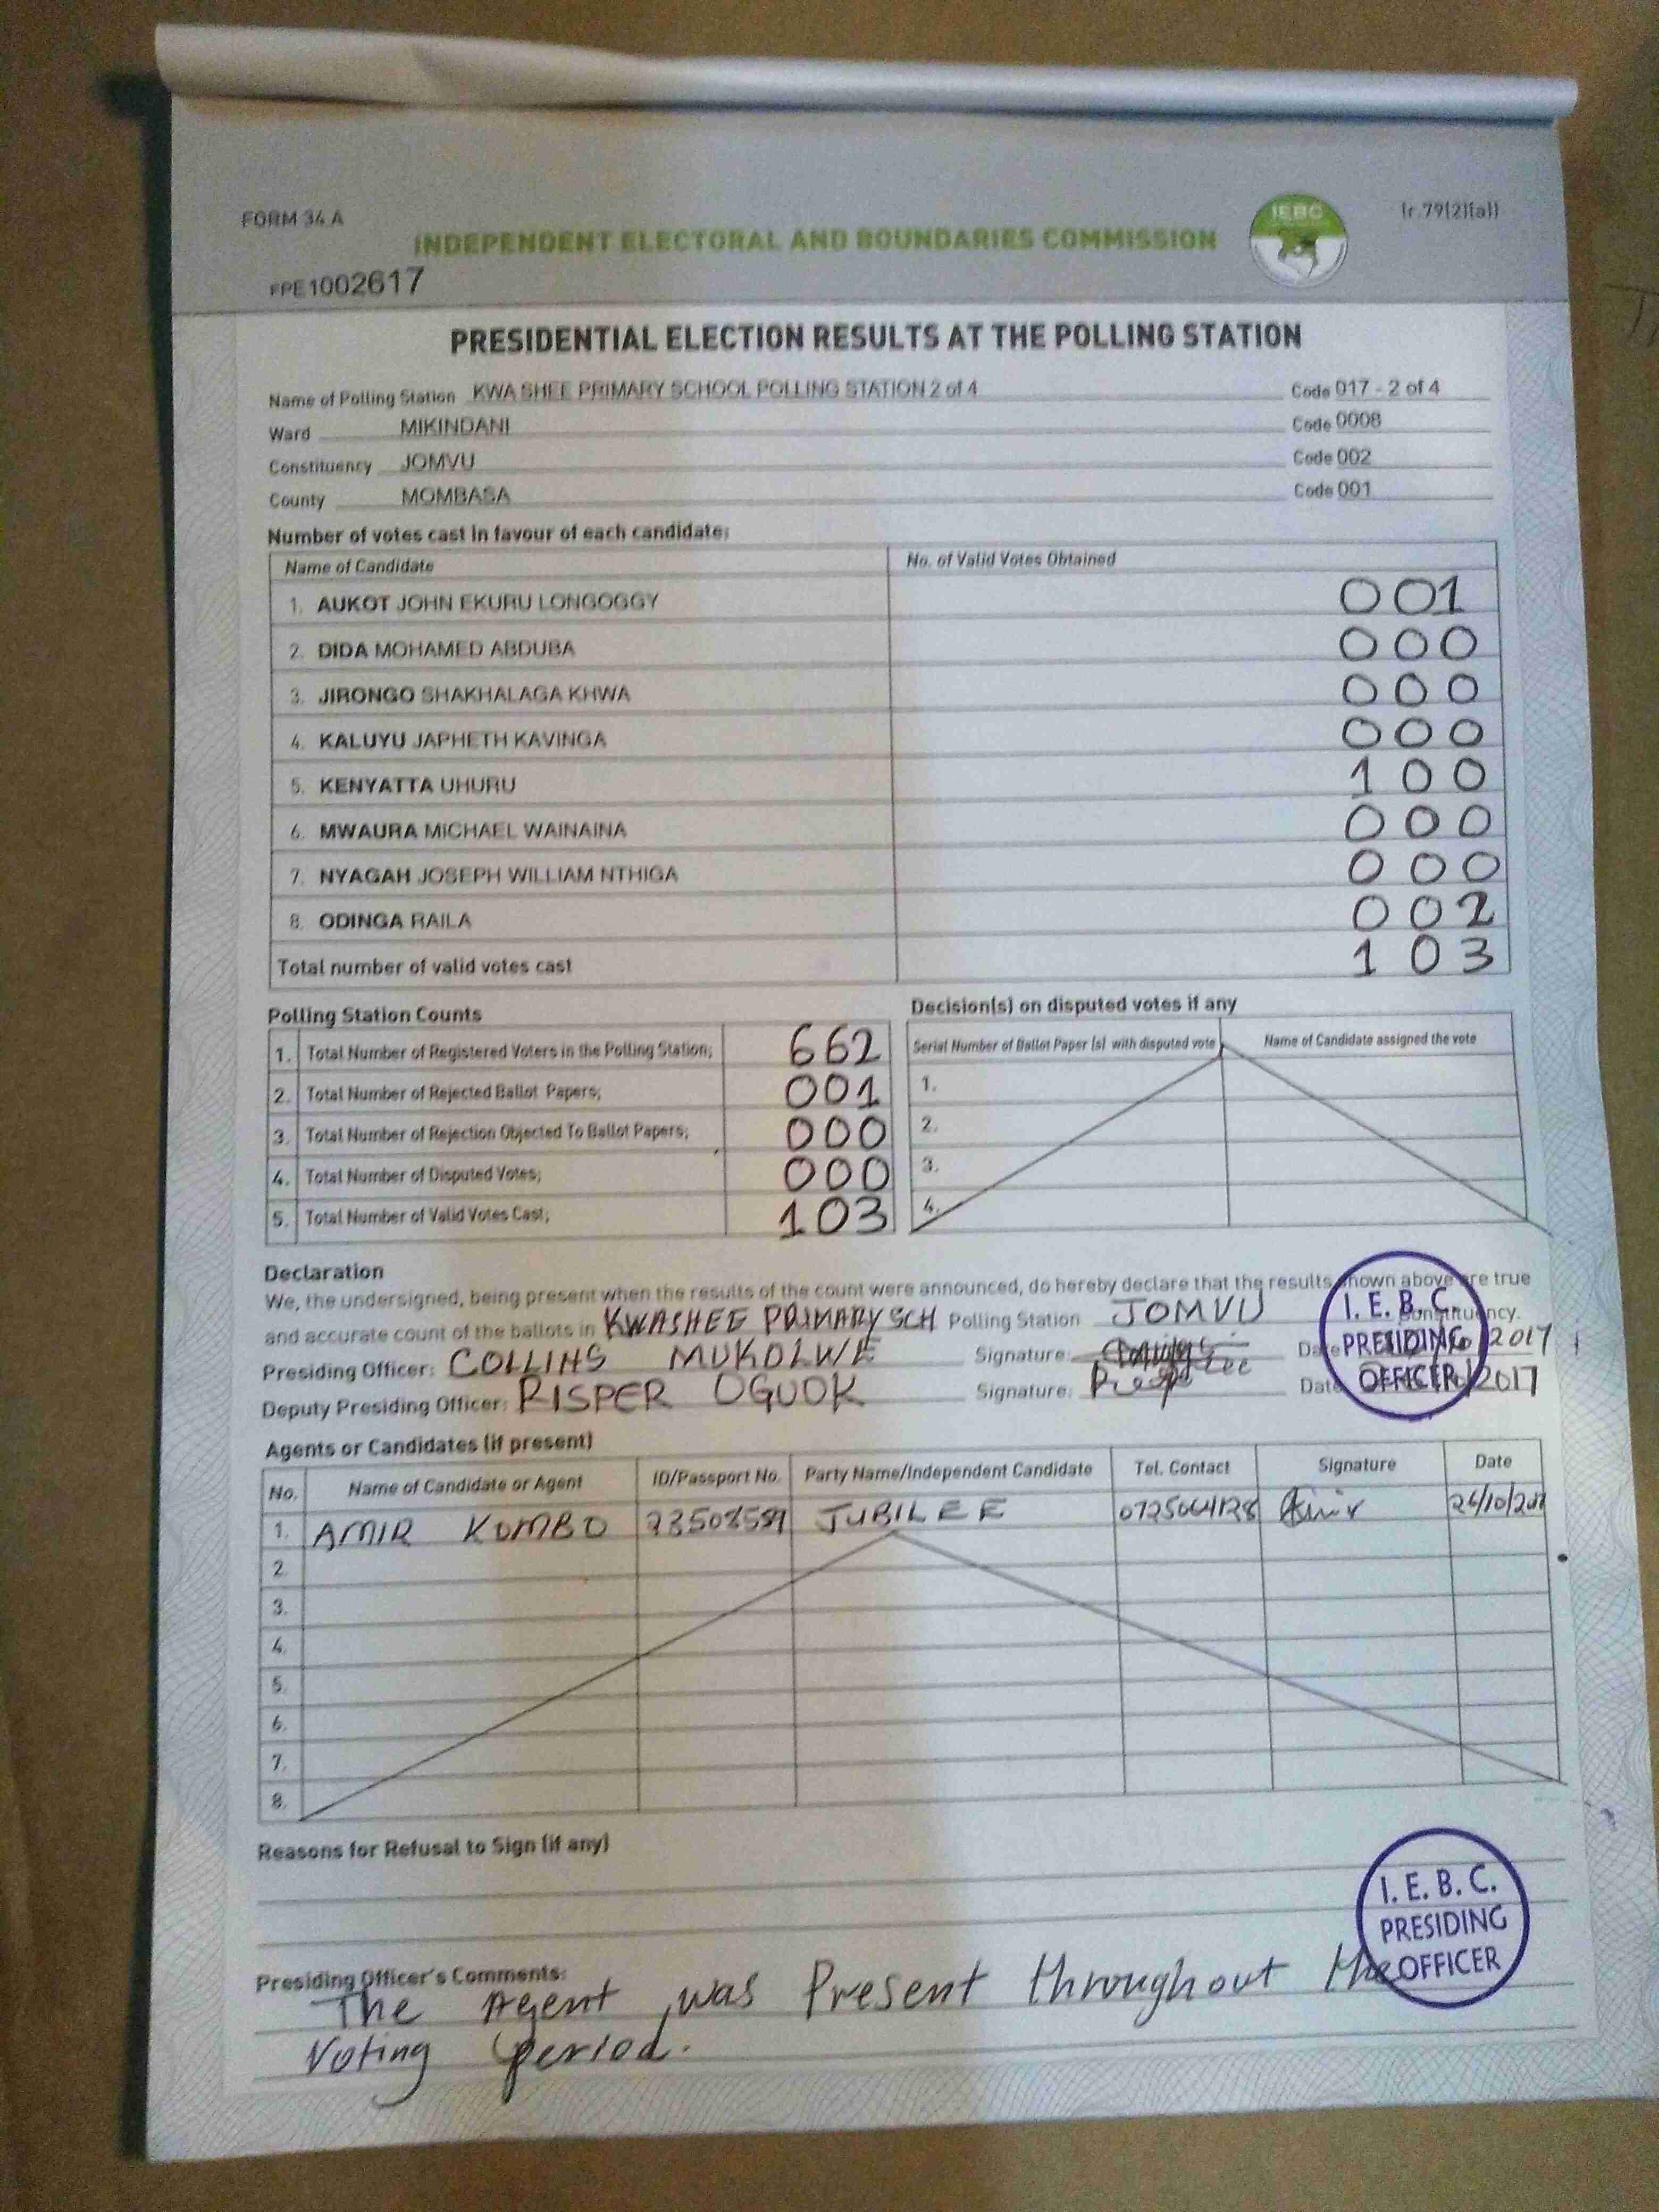 FORM 34 A
IEBC
(r.79(2)(a))
INDEPENDENT ELECTORAL AND BOUNDARIES COMMISSION
FPE1002617
PRESIDENTIAL ELECTION RESULTS AT THE POLLING STATION
Name of Polling Station KWA SHEE PRIMARY SCHOOL POLLING STATION 2 of 4 Code 017 - 2 of 4
Ward MIKINDANI Code 0008
Constituency JOMVU Code 002
County MOMBASA Code 001
Number of votes cast in favour of each candidate:
Name of Candidate No. of Valid Votes Obtained
1. AUKOT JOHN EKURU LONGOGGY 001
2. DIDA MOHAMED ABDUBA 000
3. JIRONGO SHAKHALAGA KHWA 000
4. KALUYU JAPHETH KAVINGA 000
5. KENYATTA UHURU 100
6. MWAURA MICHAEL WAINAINA 000
7. NYAGAH JOSEPH WILLIAM NTHIGA 000
8. ODINGA RAILA 002
Total number of valid votes cast 103
Polling Station Counts
1. Total Number of Registered Voters in the Polling Station; 662
2. Total Number of Rejected Ballot Papers; 001
3. Total Number of Rejection Objected To Ballot Papers; 000
4. Total Number of Disputed Votes; 000
5. Total Number of Valid Votes Cast; 103
Decision(s) on disputed votes if any
Serial Number of Ballot Paper (s) with disputed vote Name of Candidate assigned the vote
1.
2.
3.
4.
Declaration
We, the undersigned, being present when the results of the count were announced, do hereby declare that the results shown above are true
and accurate count of the ballots in KWASHEE PRIMARY SCH Polling Station JOMVU Constituency.
Presiding Officer: COLLINS MUKOLWE Signature: Date 2017
Deputy Presiding Officer: RISPER OGUOK Signature: Date 2017
I. E. B. C.
PRESIDING
OFFICER
Agents or Candidates (if present)
No. Name of Candidate or Agent ID/Passport No. Party Name/Independent Candidate Tel. Contact Signature Date
1. AMIR KOMBO JUBILEE 26/10/2017
2.
3.
4.
5.
6.
7.
8.
Reasons for Refusal to Sign (if any)
I. E. B. C.
PRESIDING
OFFICER
Presiding Officer's Comments:
The Agent was Present throughout the
Voting period.